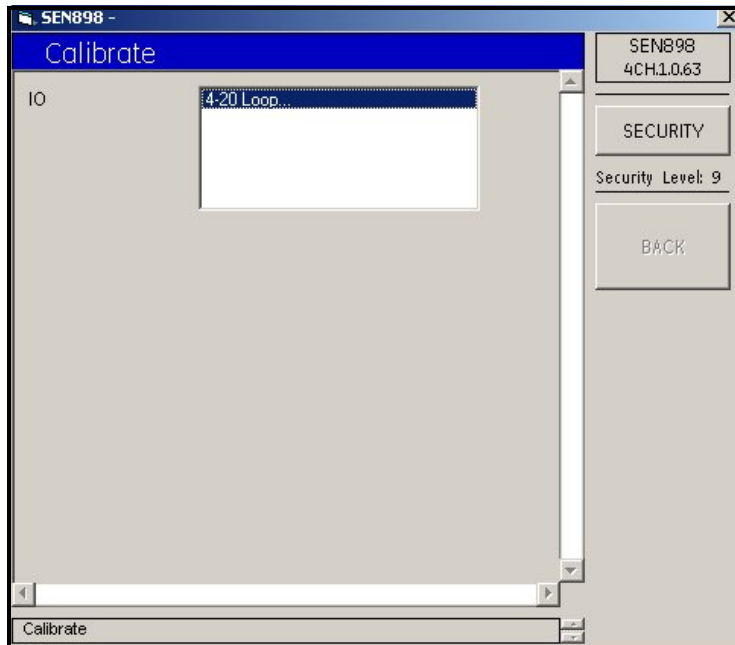 SEN898 -
Calibrate
SEN898
4CH.1.0.63
IO
4-20 Loop...
SECURITY
Security Level: 9
BACK
Calibrate